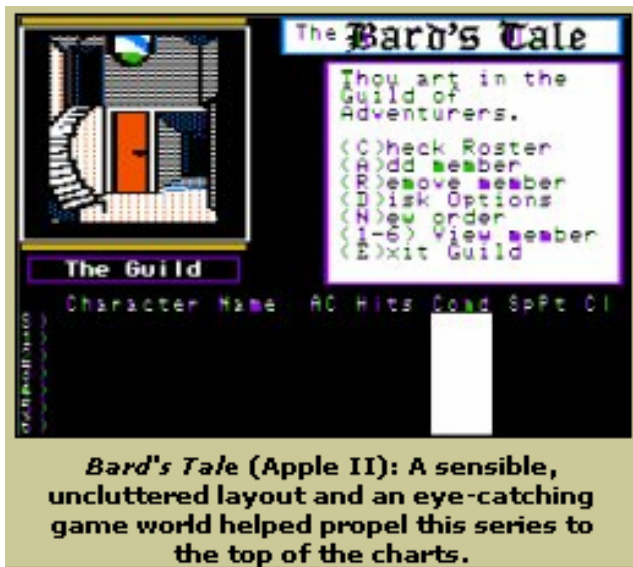 The Bard's Tale
Thou art in the
Guild of
Adventurers.
(C)heck Roster
(A)dd member
(R)emove member
(D)isk Options
(N)ew order
(1-6) View member
(E)xit Guild
The Guild
Character Name AC Hits Cond SpPt Cl
Bard's Tale (Apple II): A sensible,
uncluttered layout and an eye-catching
game world helped propel this series to
the top of the charts.